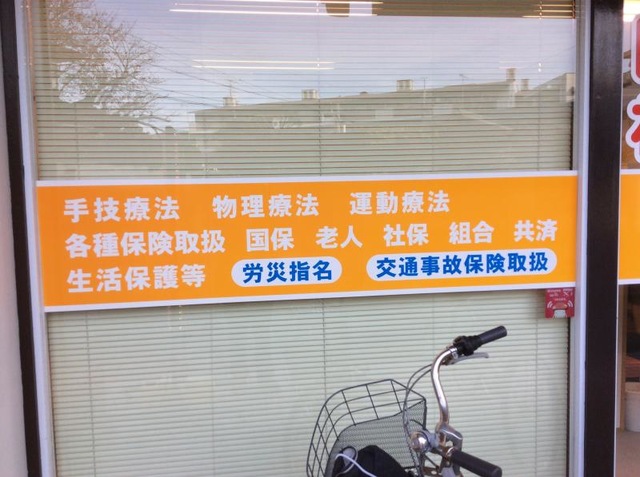 手技療法 物理療法 運動療法
各種保険取扱 国保 老人 社保 組合 共済
生活保護等 労災指名 交通事故保険取扱